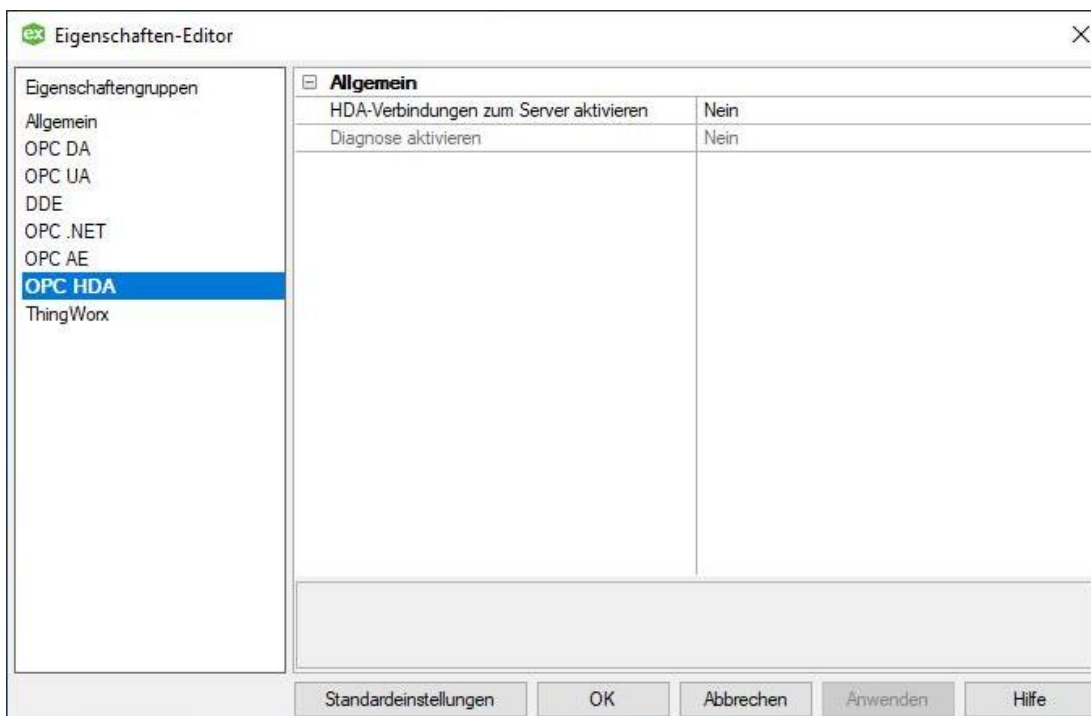 ex Eigenschaften-Editor
Eigenschaftengruppen
Allgemein
OPC DA
OPC UA
DDE
OPC .NET
OPC AE
OPC HDA
ThingWorx
Allgemein
HDA-Verbindungen zum Server aktivieren Nein
Diagnose aktivieren Nein
Standardeinstellungen OK Abbrechen Anwenden Hilfe